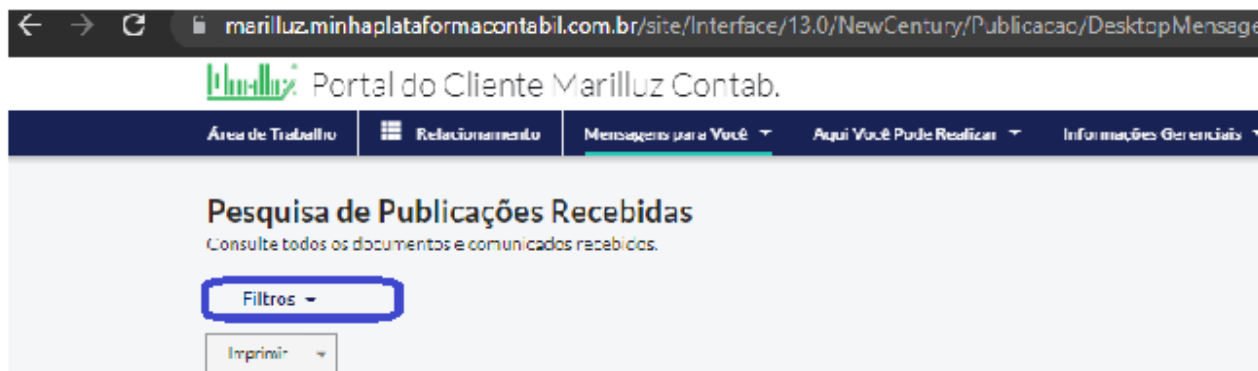 marilluz.minhaplataformacontabil.com.br/site/Interface/13.0/NewCentury/Publicacao/DesktopMensage
Marilluz Portal do Cliente Marilluz Contab.
Área de Trabalho Relacionamento Mensagens para Você Aqui Você Pode Realizar Informações Gerenciais
Pesquisa de Publicações Recebidas
Consulte todos os documentos e comunicados recebidos.
Filtros
Imprimir